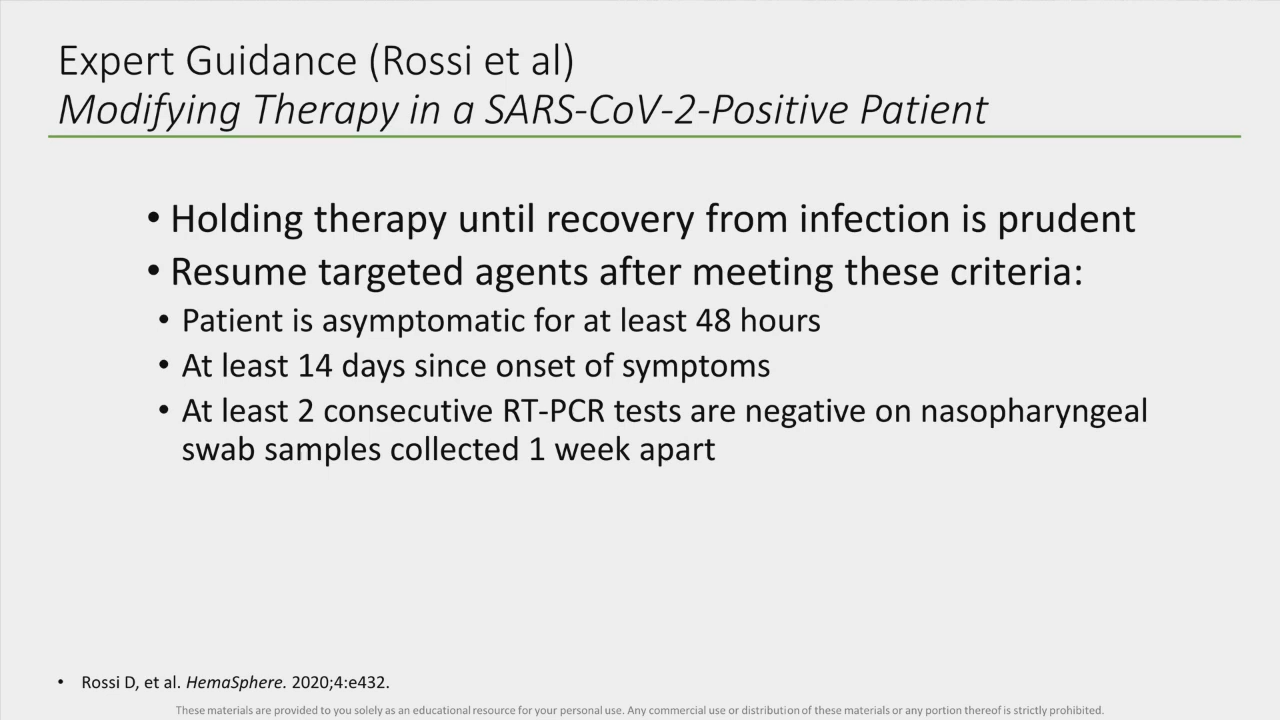 Expert Guidance (Rossi et al)
Modifying Therapy in a SARS-CoV-2-Positive Patient
• Holding therapy until recovery from infection is prudent
• Resume targeted agents after meeting these criteria:
• Patient is asymptomatic for at least 48 hours
• At least 14 days since onset of symptoms
• At least 2 consecutive RT-PCR tests are negative on nasopharyngeal
swab samples collected 1 week apart
• Rossi D, et al. HemaSphere. 2020;4:e432.
These materials are provided to you solely as an educational resource for your personal use. Any commercial use or distribution of these materials or any portion thereof is strictly prohibited.